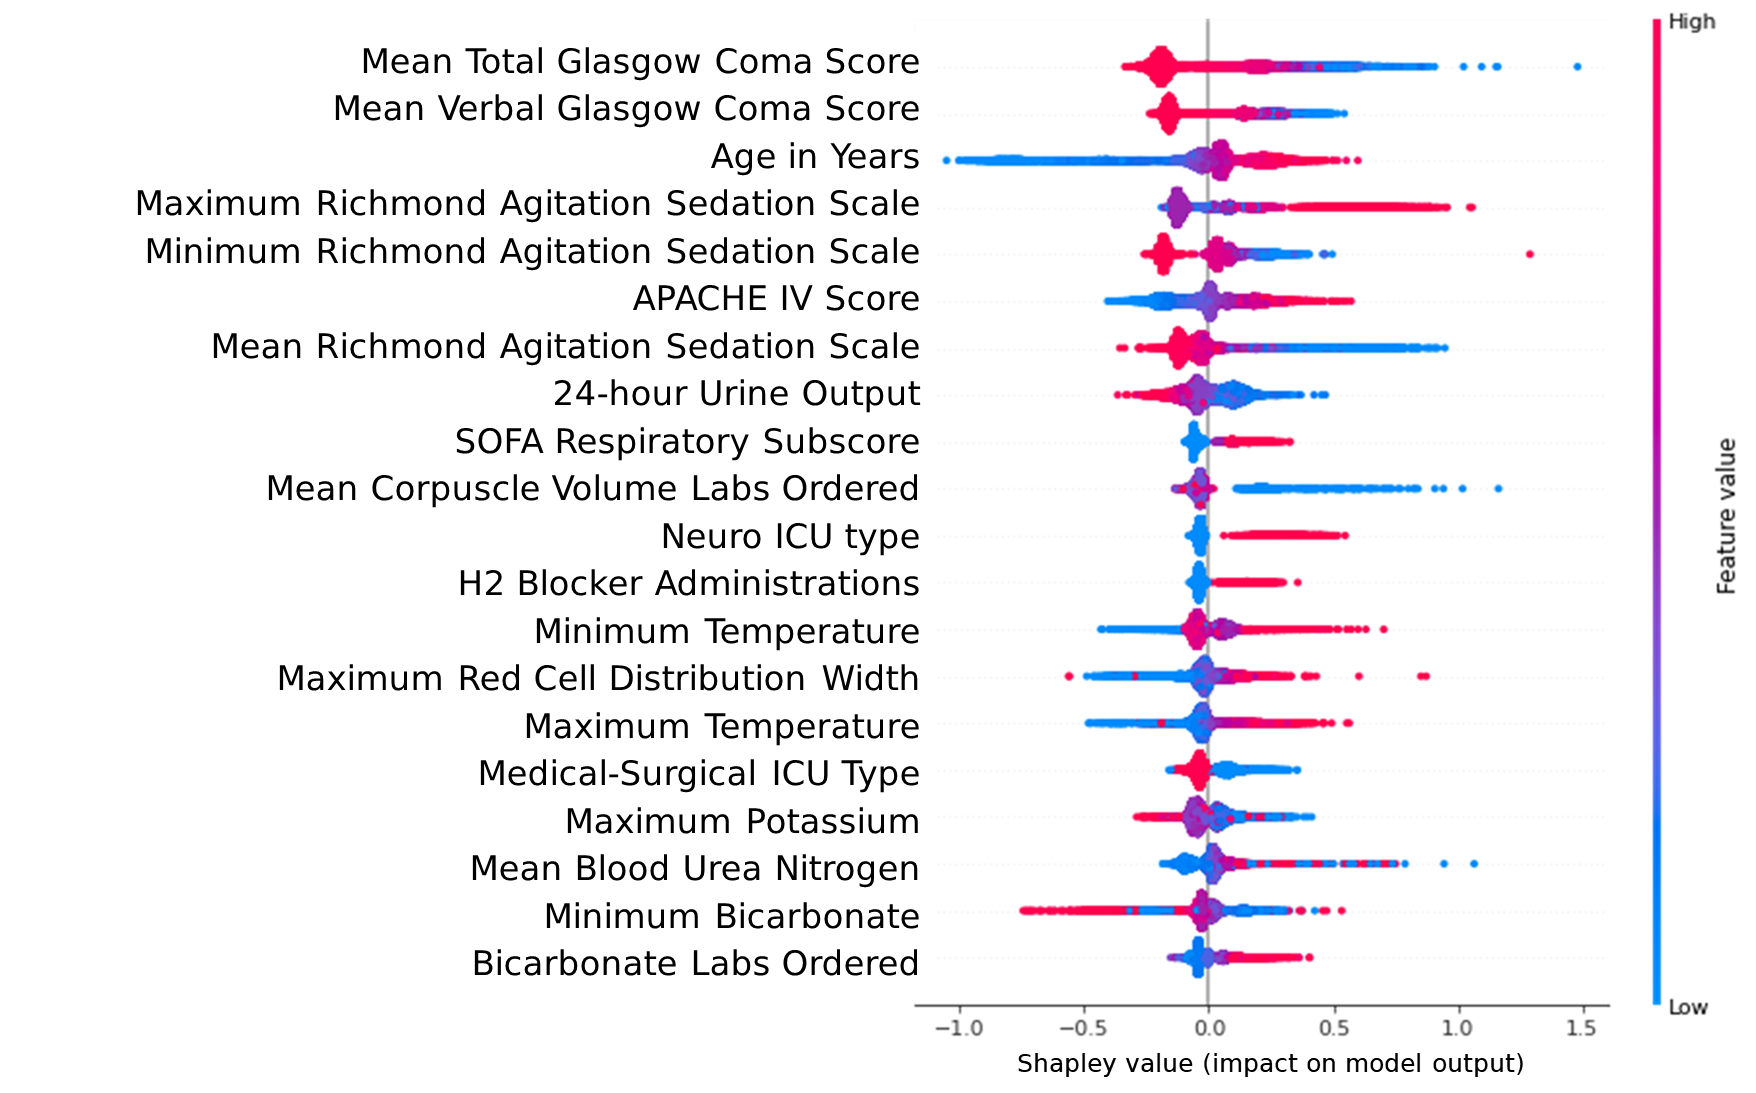 High
Mean Total Glasgow Coma Score
Mean Verbal Glasgow Coma Score
Age in Years
Maximum Richmond Agitation Sedation Scale
Minimum Richmond Agitation Sedation Scale
APACHE IV Score
Mean Richmond Agitation Sedation Scale
24-hour Urine Output
SOFA Respiratory Subscore
Mean Corpuscle Volume Labs Ordered
Neuro ICU type
H2 Blocker Administrations
Minimum Temperature
Maximum Red Cell Distribution Width
Maximum Temperature
Medical-Surgical ICU Type
Maximum Potassium
Mean Blood Urea Nitrogen
Minimum Bicarbonate
Bicarbonate Labs Ordered
Feature value
Low
−1.0 −0.5 0.0 0.5 1.0 1.5
Shapley value (impact on model output)